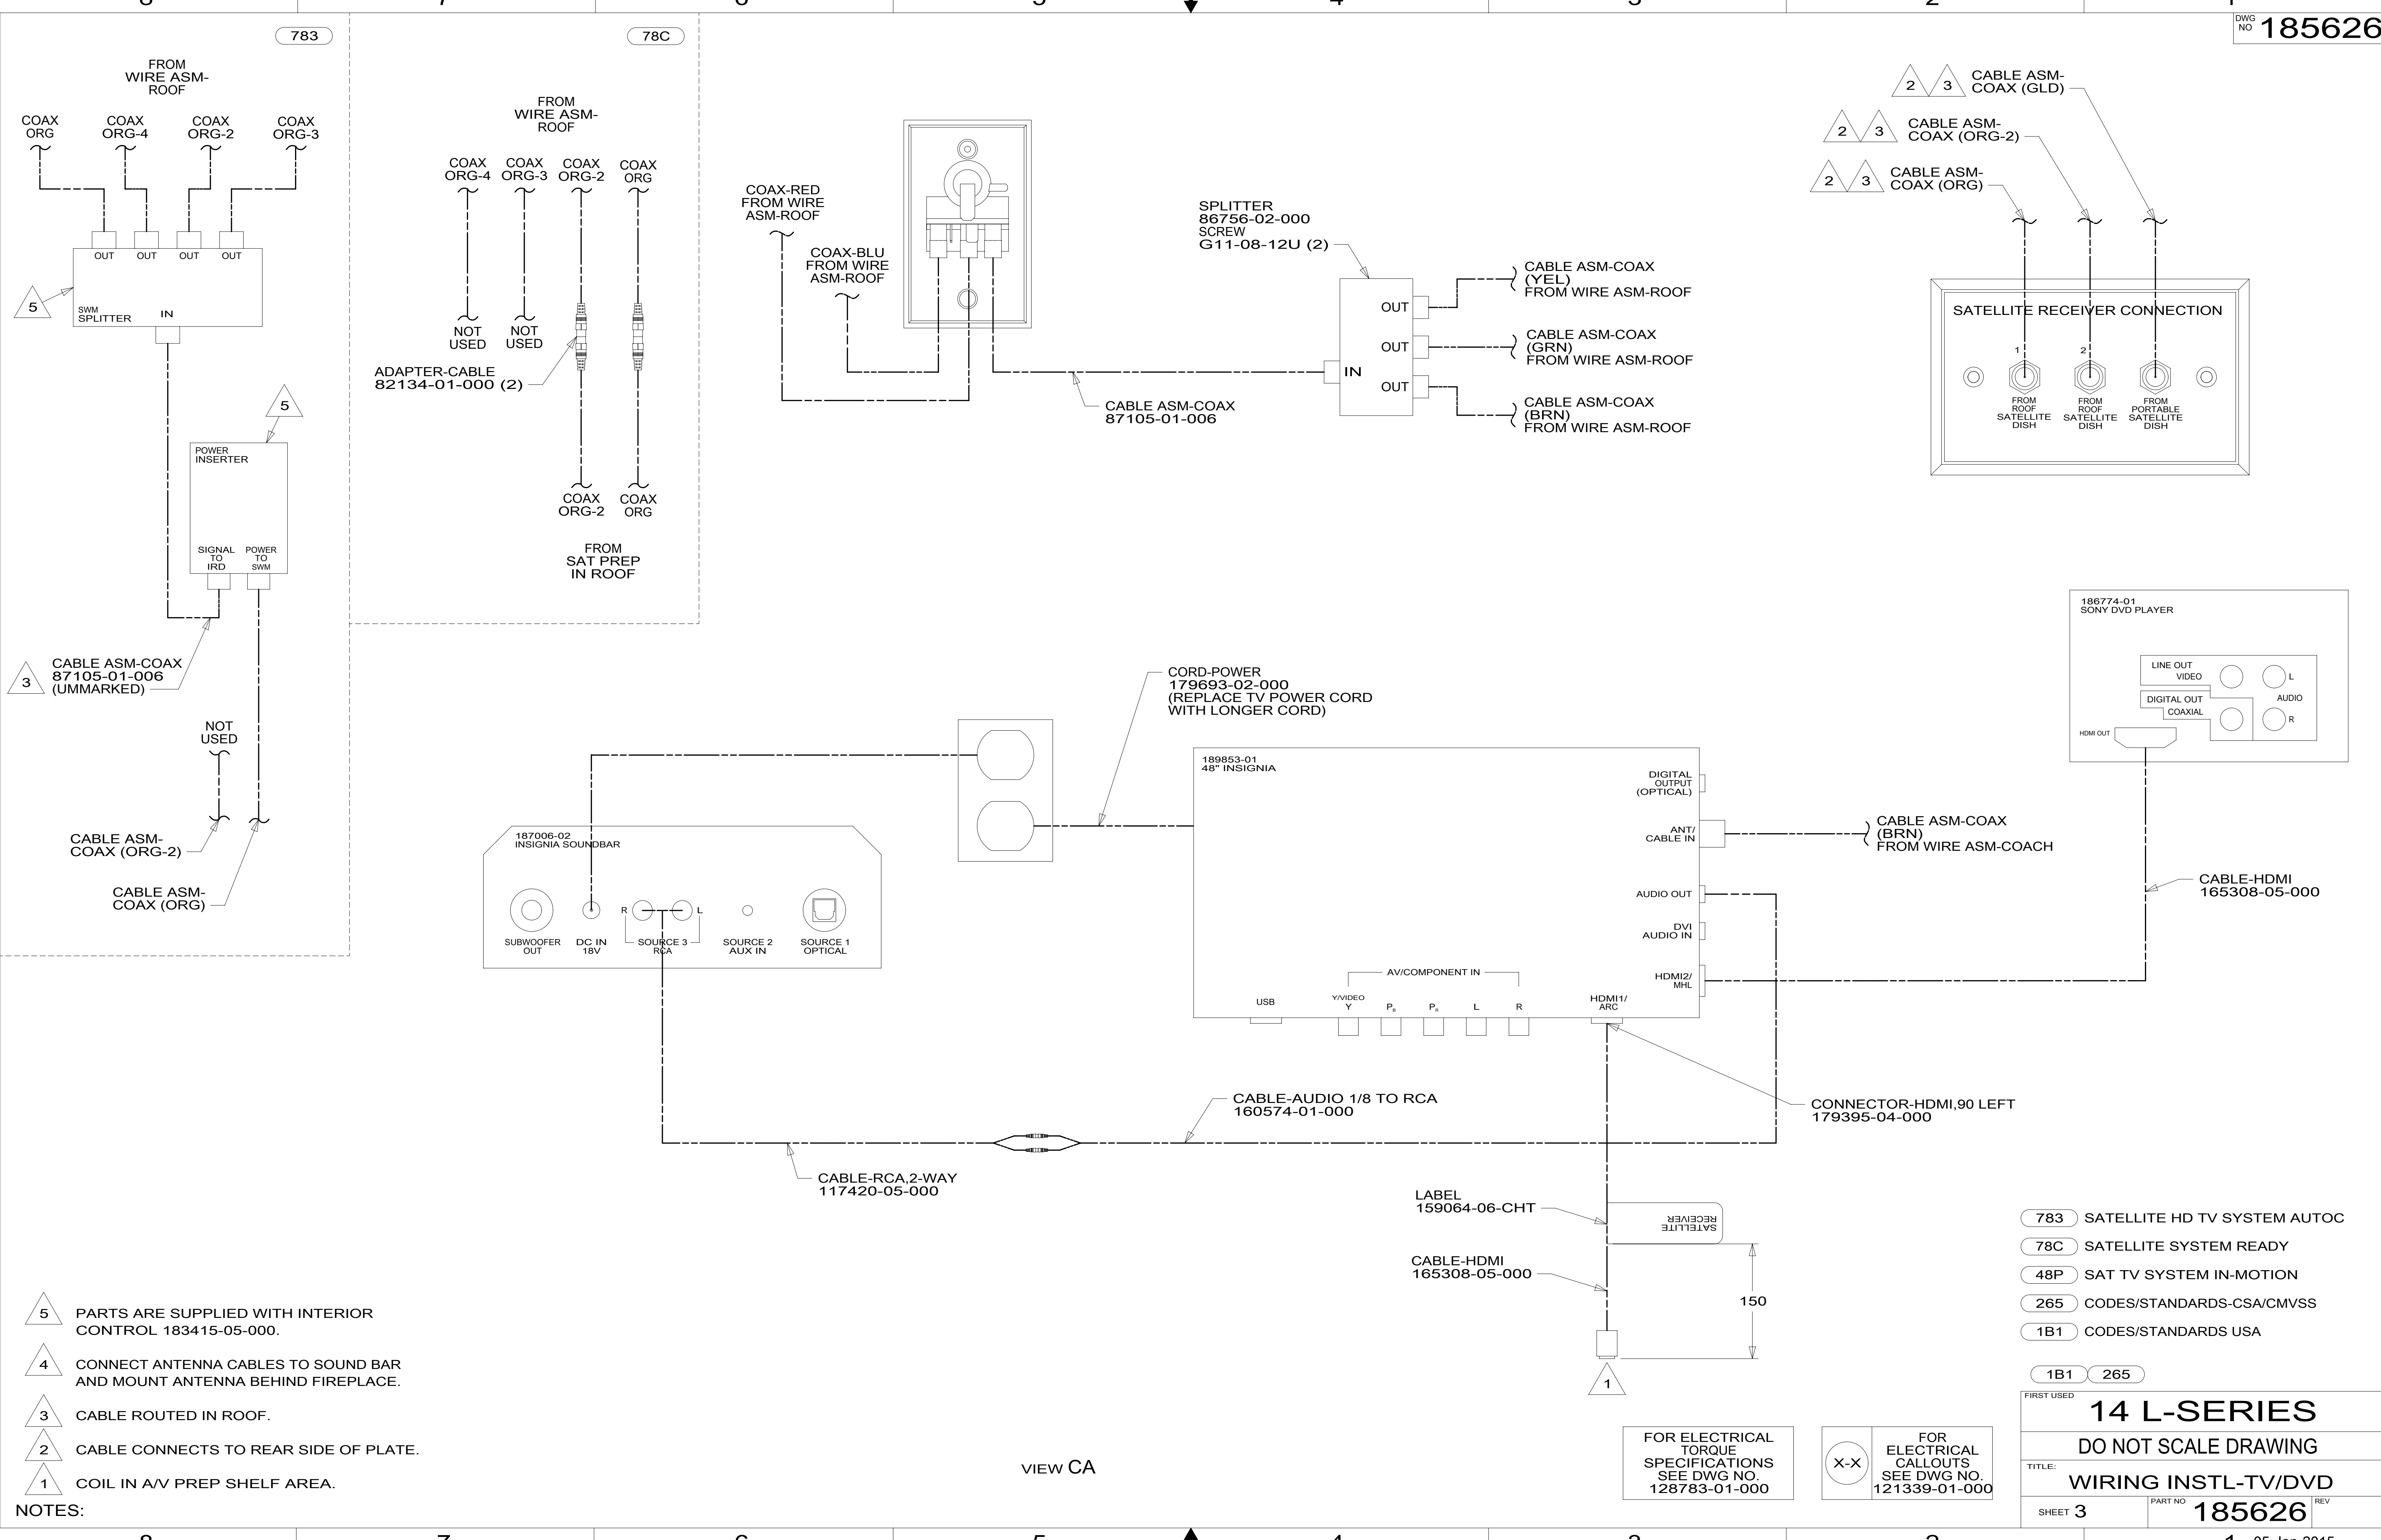 DWG
NO 185626
783
FROM
WIRE ASM-
ROOF
COAX
ORG
COAX
ORG-4
COAX
ORG-2
COAX
ORG-3
OUT OUT OUT OUT
5
SWM
SPLITTER
IN
5
POWER
INSERTER
SIGNAL
TO
IRD
POWER
TO
SWM
3
CABLE ASM-COAX
87105-01-006
(UMMARKED)
NOT
USED
CABLE ASM-
COAX (ORG-2)
CABLE ASM-
COAX (ORG)
78C
FROM
WIRE ASM-
ROOF
COAX
ORG-4
COAX
ORG-3
COAX
ORG-2
COAX
ORG
NOT
USED
NOT
USED
ADAPTER-CABLE
82134-01-000 (2)
COAX
ORG-2
COAX
ORG
FROM
SAT PREP
IN ROOF
COAX-RED
FROM WIRE
ASM-ROOF
COAX-BLU
FROM WIRE
ASM-ROOF
CABLE ASM-COAX
87105-01-006
SPLITTER
86756-02-000
SCREW
G11-08-12U (2)
IN
OUT
OUT
OUT
CABLE ASM-COAX
(YEL)
FROM WIRE ASM-ROOF
CABLE ASM-COAX
(GRN)
FROM WIRE ASM-ROOF
CABLE ASM-COAX
(BRN)
FROM WIRE ASM-ROOF
2 3 CABLE ASM-
COAX (GLD)
2 3 CABLE ASM-
COAX (ORG-2)
2 3 CABLE ASM-
COAX (ORG)
SATELLITE RECEIVER CONNECTION
1
2
FROM
ROOF
SATELLITE
DISH
FROM
ROOF
SATELLITE
DISH
FROM
PORTABLE
SATELLITE
DISH
186774-01
SONY DVD PLAYER
LINE OUT
VIDEO
DIGITAL OUT
COAXIAL
L
AUDIO
R
HDMI OUT
CABLE-HDMI
165308-05-000
CORD-POWER
179693-02-000
(REPLACE TV POWER CORD
WITH LONGER CORD)
187006-02
INSIGNIA SOUNDBAR
R L
SUBWOOFER
OUT
DC IN
18V
SOURCE 3
RCA
SOURCE 2
AUX IN
SOURCE 1
OPTICAL
189853-01
48" INSIGNIA
DIGITAL
OUTPUT
(OPTICAL)
ANT/
CABLE IN
AUDIO OUT
DVI
AUDIO IN
HDMI2/
MHL
AV/COMPONENT IN
USB
Y/VIDEO
Y
PB
PR
L
R
HDMI1/
ARC
CABLE ASM-COAX
(BRN)
FROM WIRE ASM-COACH
CABLE-AUDIO 1/8 TO RCA
160574-01-000
CABLE-RCA,2-WAY
117420-05-000
CONNECTOR-HDMI,90 LEFT
179395-04-000
LABEL
159064-06-CHT
SATELLITE
RECEIVER
CABLE-HDMI
165308-05-000
150
1
5 PARTS ARE SUPPLIED WITH INTERIOR
CONTROL 183415-05-000.
4 CONNECT ANTENNA CABLES TO SOUND BAR
AND MOUNT ANTENNA BEHIND FIREPLACE.
3 CABLE ROUTED IN ROOF.
2 CABLE CONNECTS TO REAR SIDE OF PLATE.
1 COIL IN A/V PREP SHELF AREA.
NOTES:
VIEW CA
FOR ELECTRICAL
TORQUE
SPECIFICATIONS
SEE DWG NO.
128783-01-000
X-X
FOR
ELECTRICAL
CALLOUTS
SEE DWG NO.
121339-01-000
783 SATELLITE HD TV SYSTEM AUTOC
78C SATELLITE SYSTEM READY
48P SAT TV SYSTEM IN-MOTION
265 CODES/STANDARDS-CSA/CMVSS
1B1 CODES/STANDARDS USA
1B1 265
FIRST USED
14 L-SERIES
DO NOT SCALE DRAWING
TITLE:
WIRING INSTL-TV/DVD
SHEET 3
PART NO 185626
REV